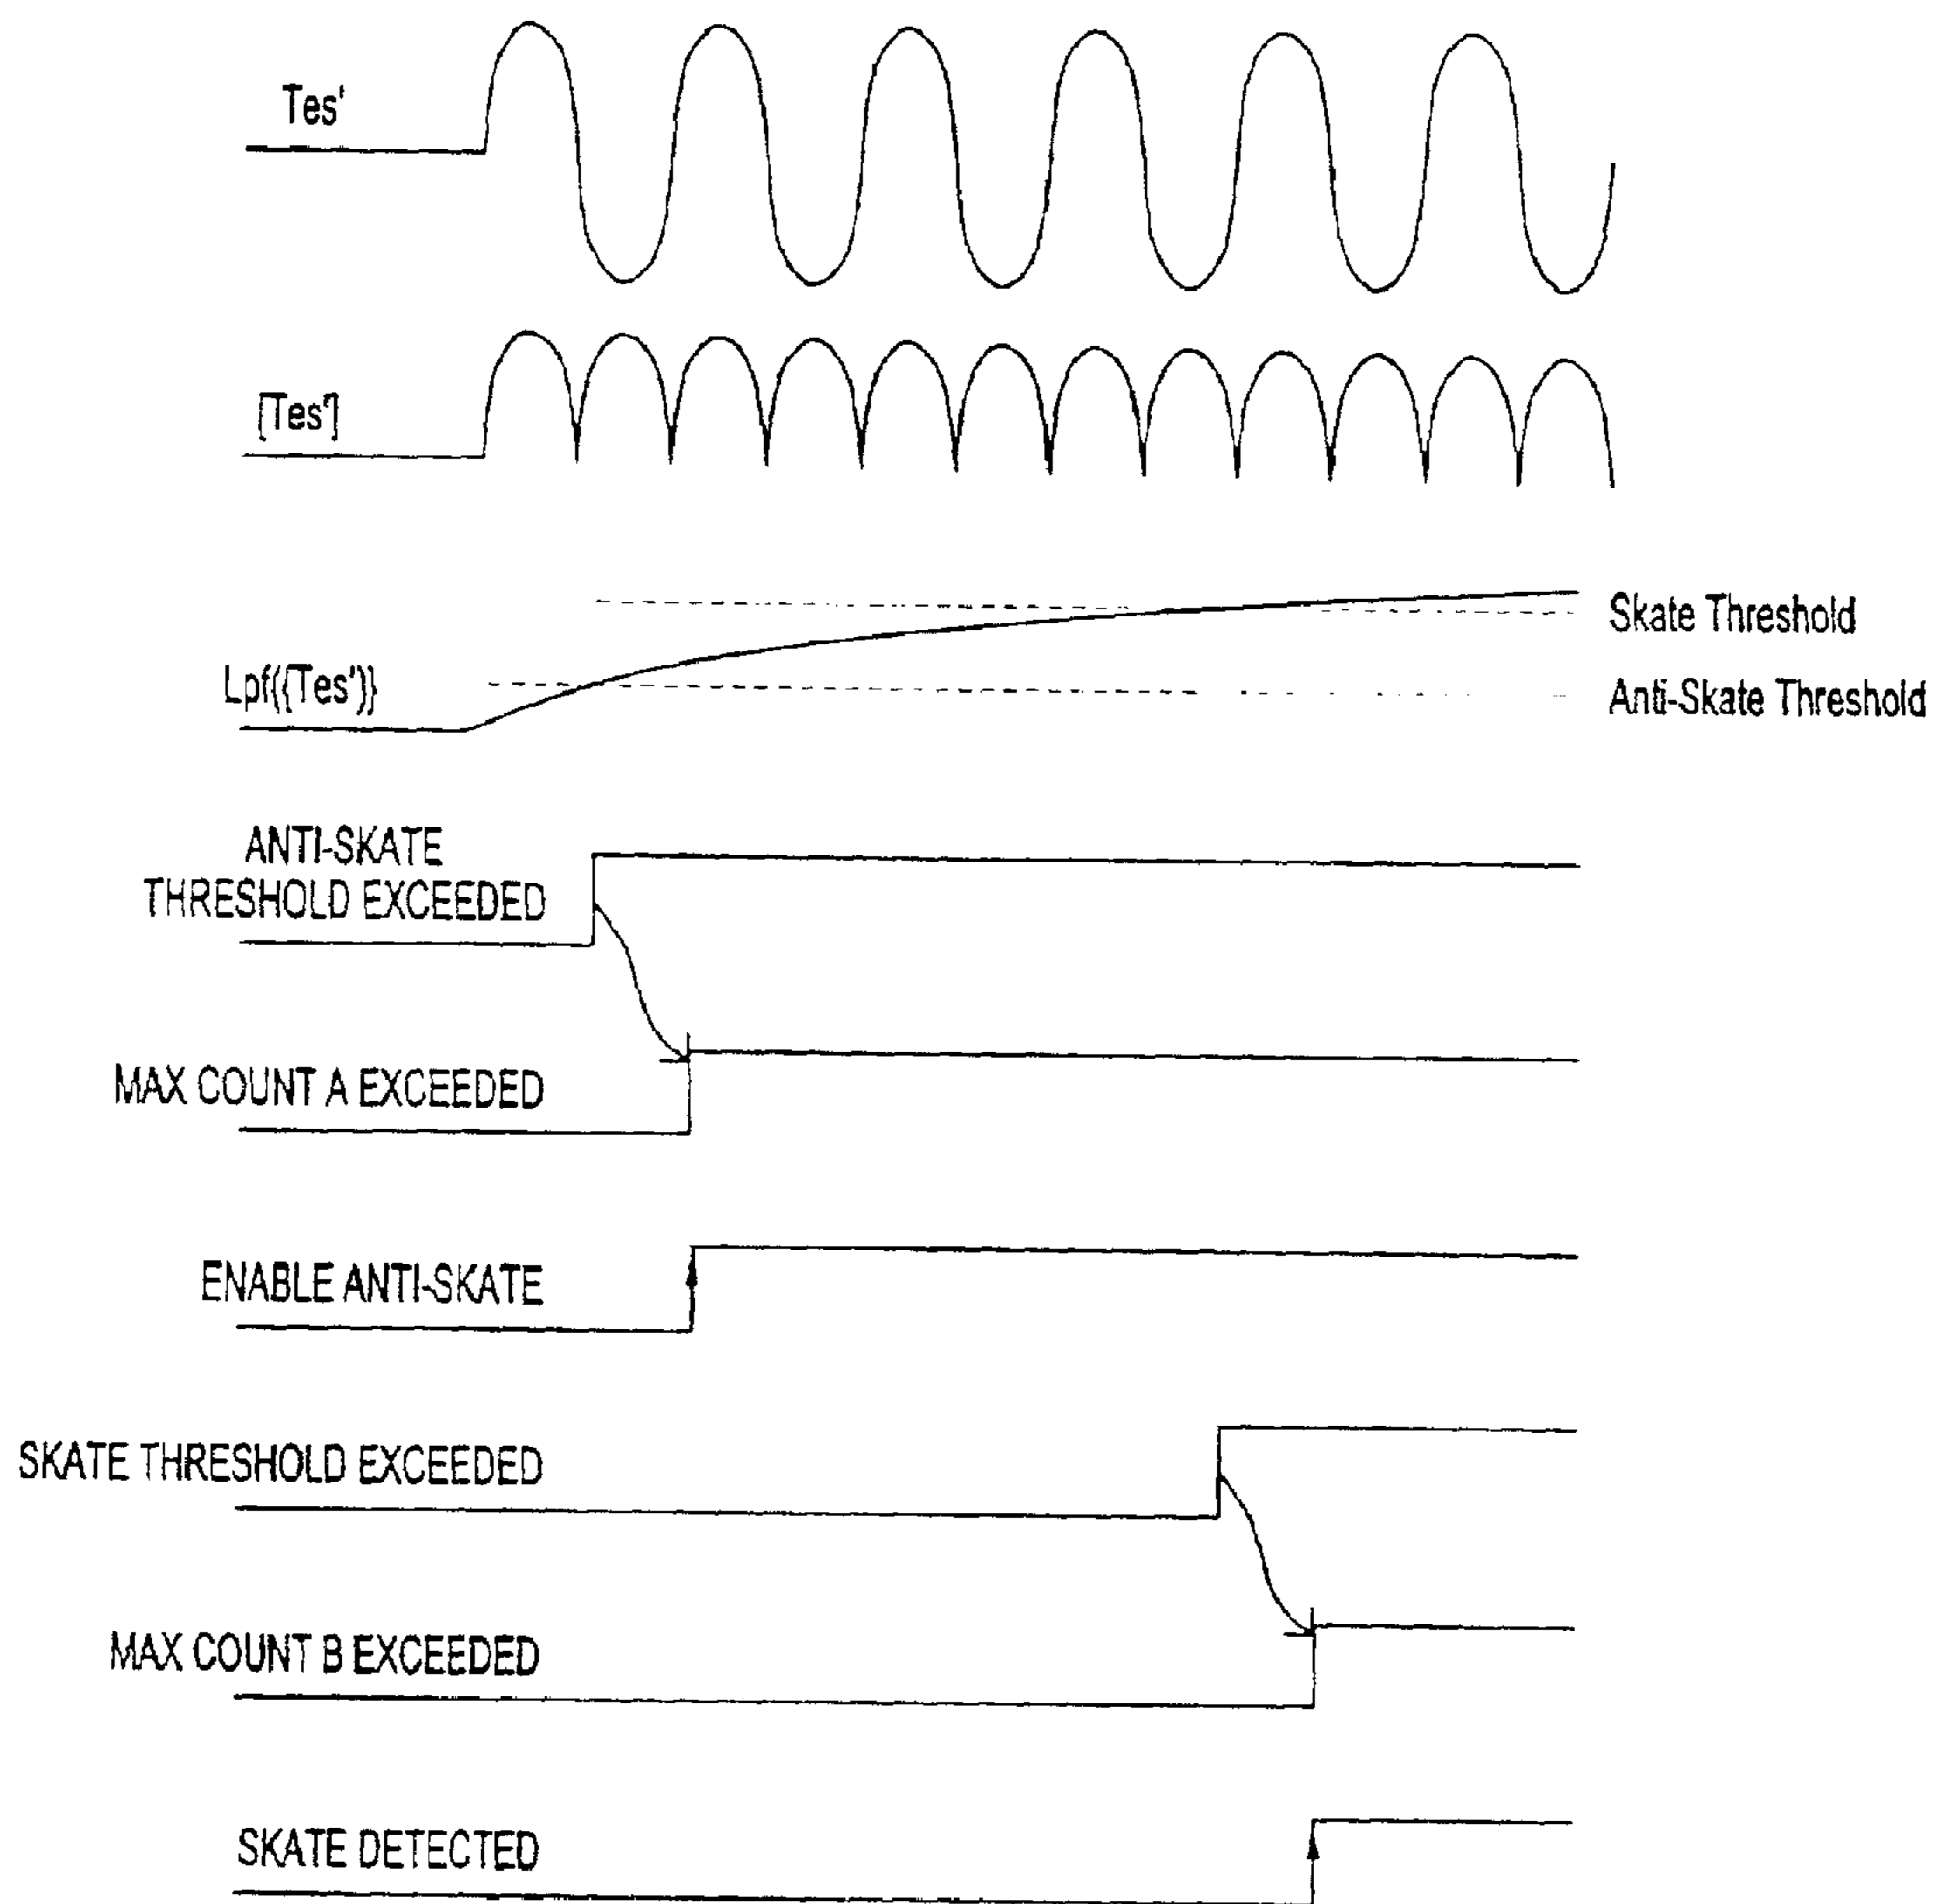 Tes'
|Tes'|
Skate Threshold
Lpf({Tes')}
Anti-Skate Threshold
ANTI-SKATE
THRESHOLD EXCEEDED
MAX COUNT A EXCEEDED
ENABLE ANTI-SKATE
SKATE THRESHOLD EXCEEDED
MAX COUNT B EXCEEDED
SKATE DETECTED